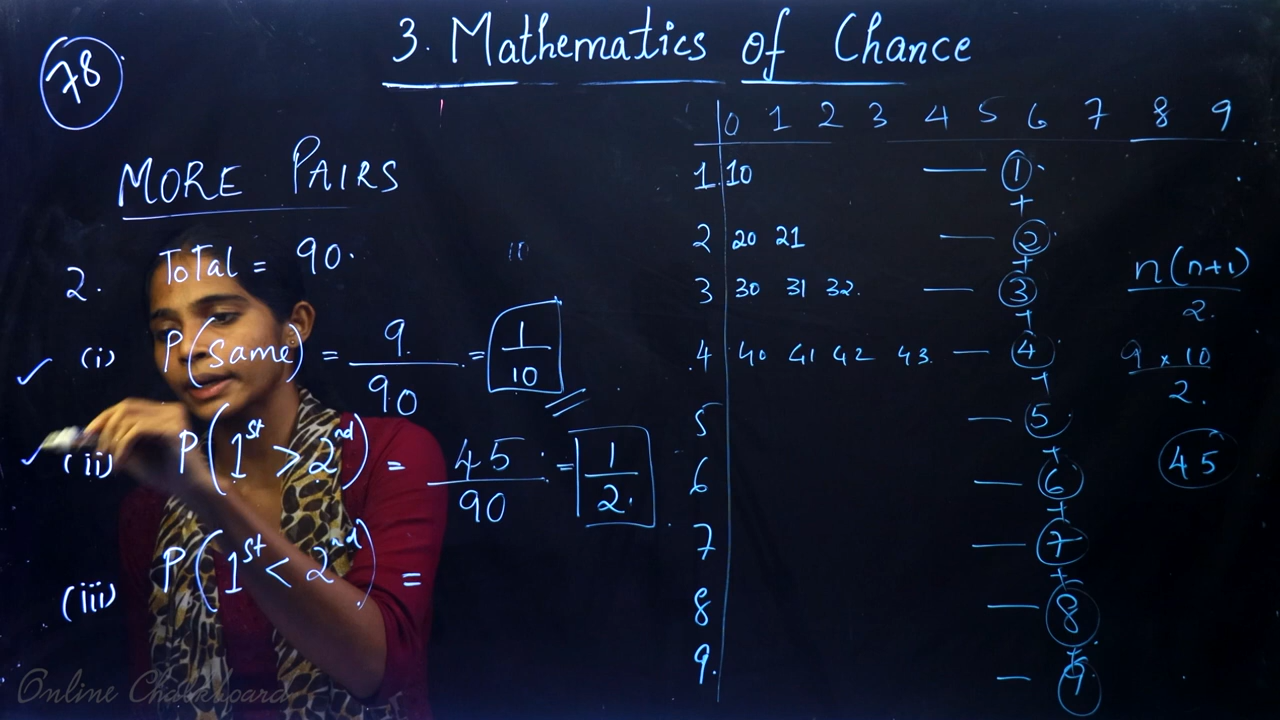 78
3. Mathematics of Chance
MORE PAIRS
2. Total = 90.
(i) P(Same) = 9/90 = 1/10
(ii) P(1st > 2nd) = 45/90 = 1/2.
(iii) P(1st < 2nd) =
0 1 2 3 4 5 6 7 8 9
1. 10 — 1
+
2 20 21 — 2
+
3 30 31 32. — 3
+
4 40 41 42 43. — 4
+
5 — 5
+
6 — 6
+
7 — 7
+
8 — 8
+
9. — 9
n(n+1)/2.
9 x 10/2.
45
10
Online Chalkboard